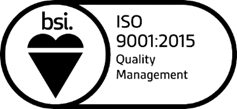 bsi.
ISO
9001:2015
Quality
Management